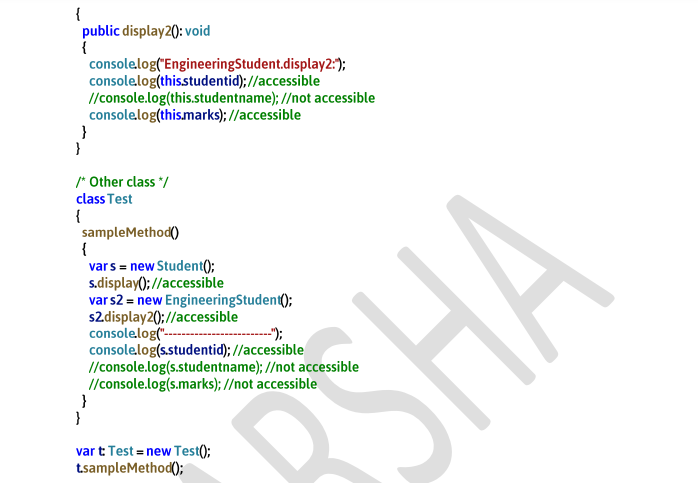 {
public display2(): void
{
console.log("EngineeringStudent.display2:");
console.log(this.studentid); //accessible
//console.log(this.studentname); //not accessible
console.log(this.marks); //accessible
}
}
/* Other class */
class Test
{
sampleMethod()
{
var s = new Student();
s.display(); //accessible
var s2 = new EngineeringStudent();
s2.display2(); //accessible
console.log("-------------------------");
console.log(s.studentid); //accessible
//console.log(s.studentname); //not accessible
//console.log(s.marks); //not accessible
}
}
var t: Test = new Test();
t.sampleMethod();
ARSHA